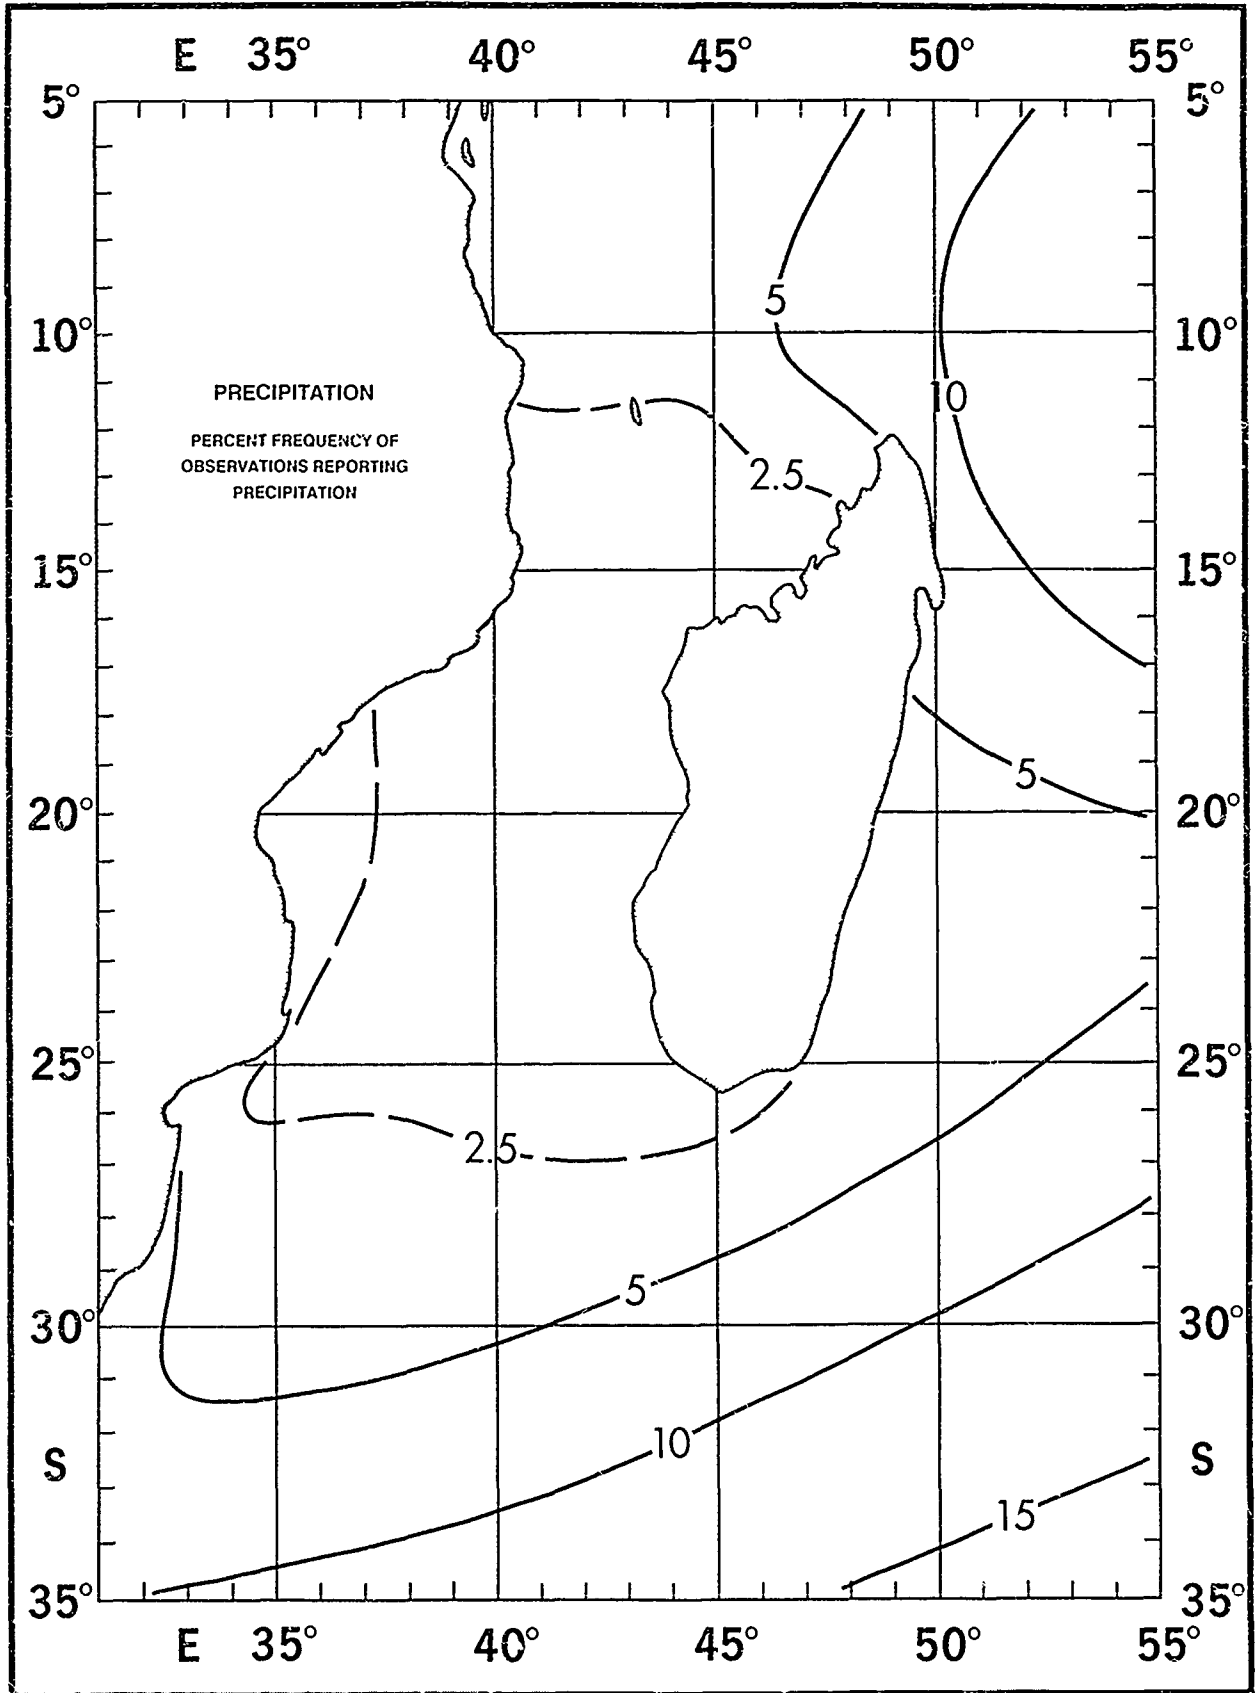 E 35° 40° 45° 50° 55°
5° 5°
5
10° 10°
PRECIPITATION
10
PERCENT FREQUENCY OF
OBSERVATIONS REPORTING
PRECIPITATION
2.5
15° 15°
5
20° 20°
25° 25°
2.5
5
30° 30°
10
S S
15
35° 35°
E 35° 40° 45° 50° 55°